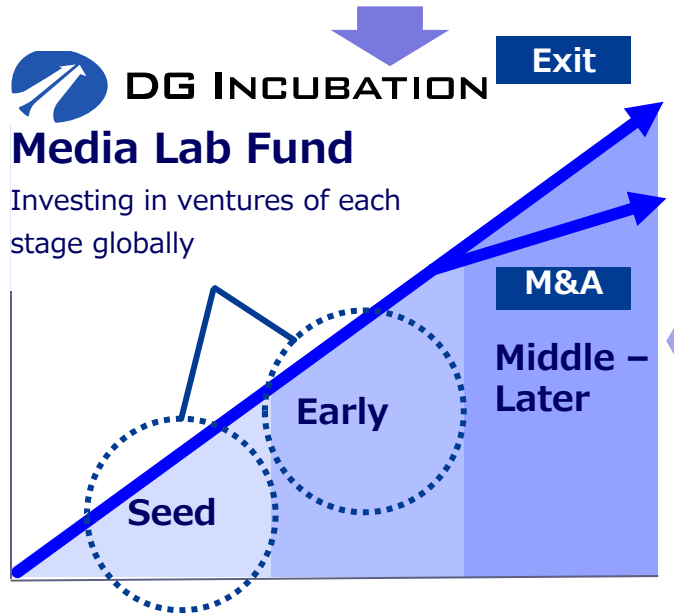 Exit
DG INCUBATION
Media Lab Fund
Investing in ventures of each
stage globally
M&A
Middle –
Later
Early
Seed